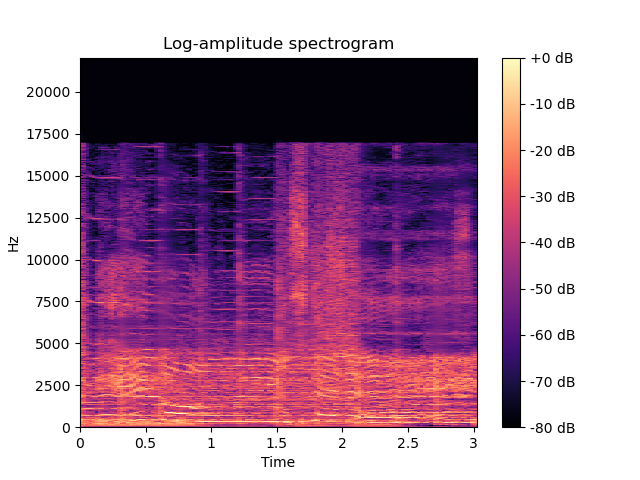 Log-amplitude spectrogram
+0 dB
20000
-10 dB
17500
-20 dB
15000
-30 dB
12500
Hz
-40 dB
10000
-50 dB
7500
-60 dB
5000
-70 dB
2500
0
-80 dB
0 0.5 1 1.5 2 2.5 3
Time